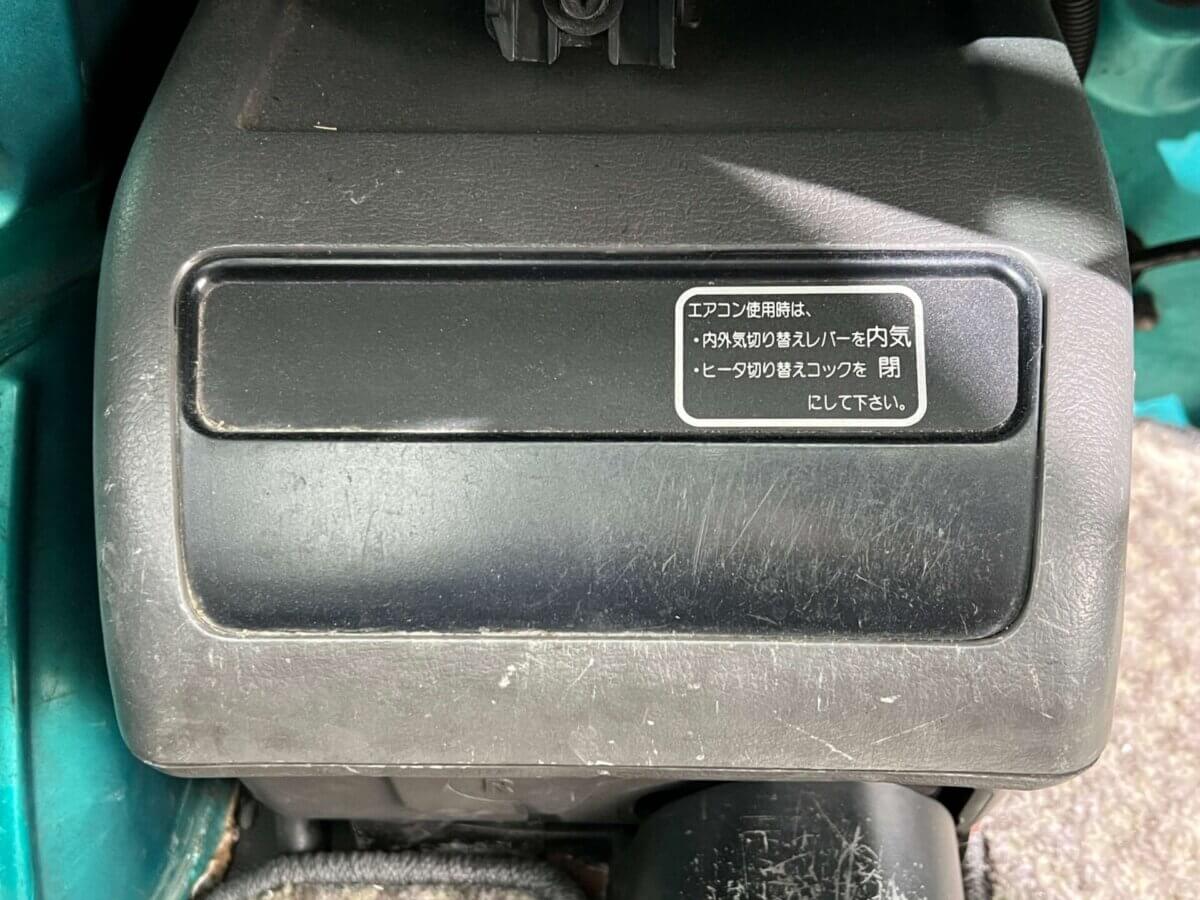 エアコン使用時は、
・内外気切り替えレバーを内気
・ヒータ切り替えコックを 閉
にして下さい。